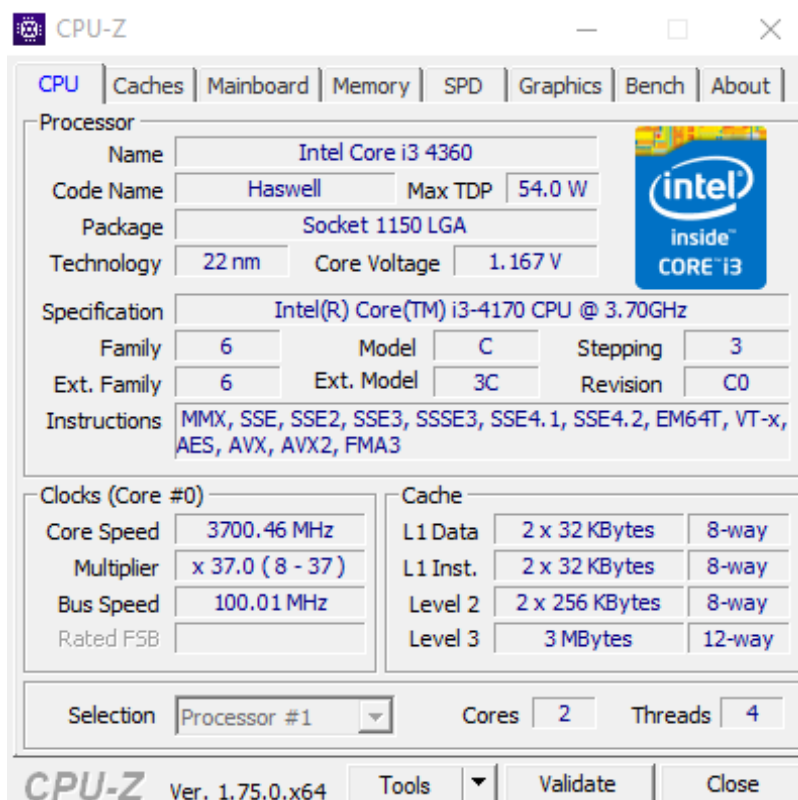 CPU-Z
CPU Caches Mainboard Memory SPD Graphics Bench About
Processor
Name Intel Core i3 4360
Code Name Haswell Max TDP 54.0 W
Package Socket 1150 LGA
Technology 22 nm Core Voltage 1.167 V
intel
inside™
CORE™i3
Specification Intel(R) Core(TM) i3-4170 CPU @ 3.70GHz
Family 6 Model C Stepping 3
Ext. Family 6 Ext. Model 3C Revision C0
Instructions MMX, SSE, SSE2, SSE3, SSSE3, SSE4.1, SSE4.2, EM64T, VT-x,
AES, AVX, AVX2, FMA3
Clocks (Core #0)
Core Speed 3700.46 MHz
Multiplier x 37.0 ( 8 - 37 )
Bus Speed 100.01 MHz
Rated FSB
Cache
L1 Data 2 x 32 KBytes 8-way
L1 Inst. 2 x 32 KBytes 8-way
Level 2 2 x 256 KBytes 8-way
Level 3 3 MBytes 12-way
Selection Processor #1 Cores 2 Threads 4
CPU-Z Ver. 1.75.0.x64 Tools Validate Close